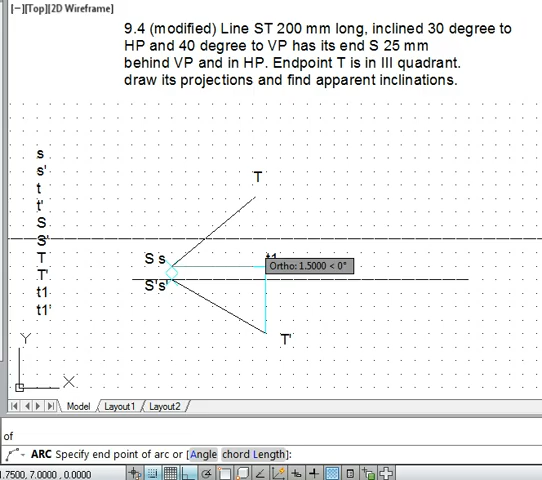 [−][Top][2D Wireframe]
9.4 (modified) Line ST 200 mm long, inclined 30 degree to
HP and 40 degree to VP has its end S 25 mm
behind VP and in HP. Endpoint T is in III quadrant.
draw its projections and find apparent inclinations.
s
s'
t
t'
S
S'
T
T'
t1
t1'
T
S s
t1
Ortho: 1.5000 < 0°
S's'
T'
Y
X
Model Layout1 Layout2
of
ARC Specify end point of arc or [Angle chord Length]:
1.7500, 7.0000, 0.0000